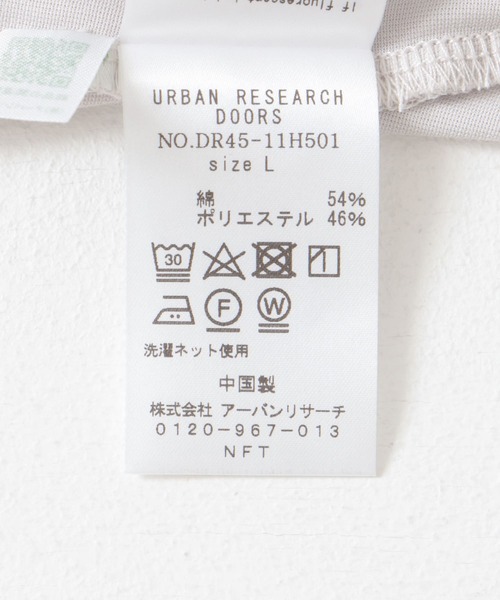 URBAN RESEARCH
DOORS
NO.DR45-11H501
size L
綿 54%
ポリエステル 46%
30
F
W
洗濯ネット使用
中国製
株式会社 アーバンリサーチ
0120-967-013
NFT